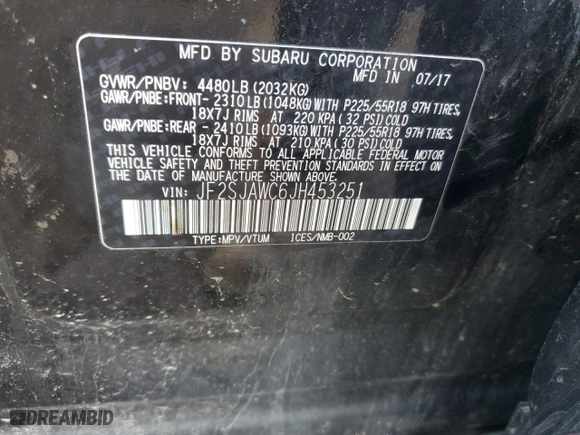 MFD BY SUBARU CORPORATION
MFD IN 07/17
GVWR/PNBV: 4480LB(2032KG)
GAWR/PNBE:FRONT- 2310LB(1048KG)WITH P225/55R18 97H TIRES,
18X7J RIMS AT 220 KPA(32 PSI)COLD
GAWR/PNBE:REAR - 2410LB(1093KG)WITH P225/55R18 97H TIRES,
18X7J RIMS AT 210 KPA(30 PSI)COLD
THIS VEHICLE CONFORMS TO ALL APPLICABLE FEDERAL MOTOR
VEHICLE SAFETY AND THEFT PREVENTION STANDARDS IN EFFECT ON
THE DATE OF MANUFACTURE SHOWN ABOVE.
VIN: JF2SJAWC6JH453251
TYPE:MPV/VTUM ICES/NMB-002
DREAMBID